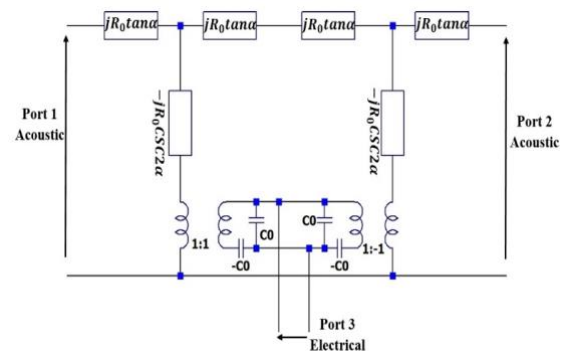 jR₀tanα
jR₀tanα
jR₀tanα
jR₀tanα
Port 1
Acoustic
-jR₀CSC2α
-jR₀CSC2α
Port 2
Acoustic
C0
C0
1:1
-C0
-C0
1:-1
Port 3
Electrical